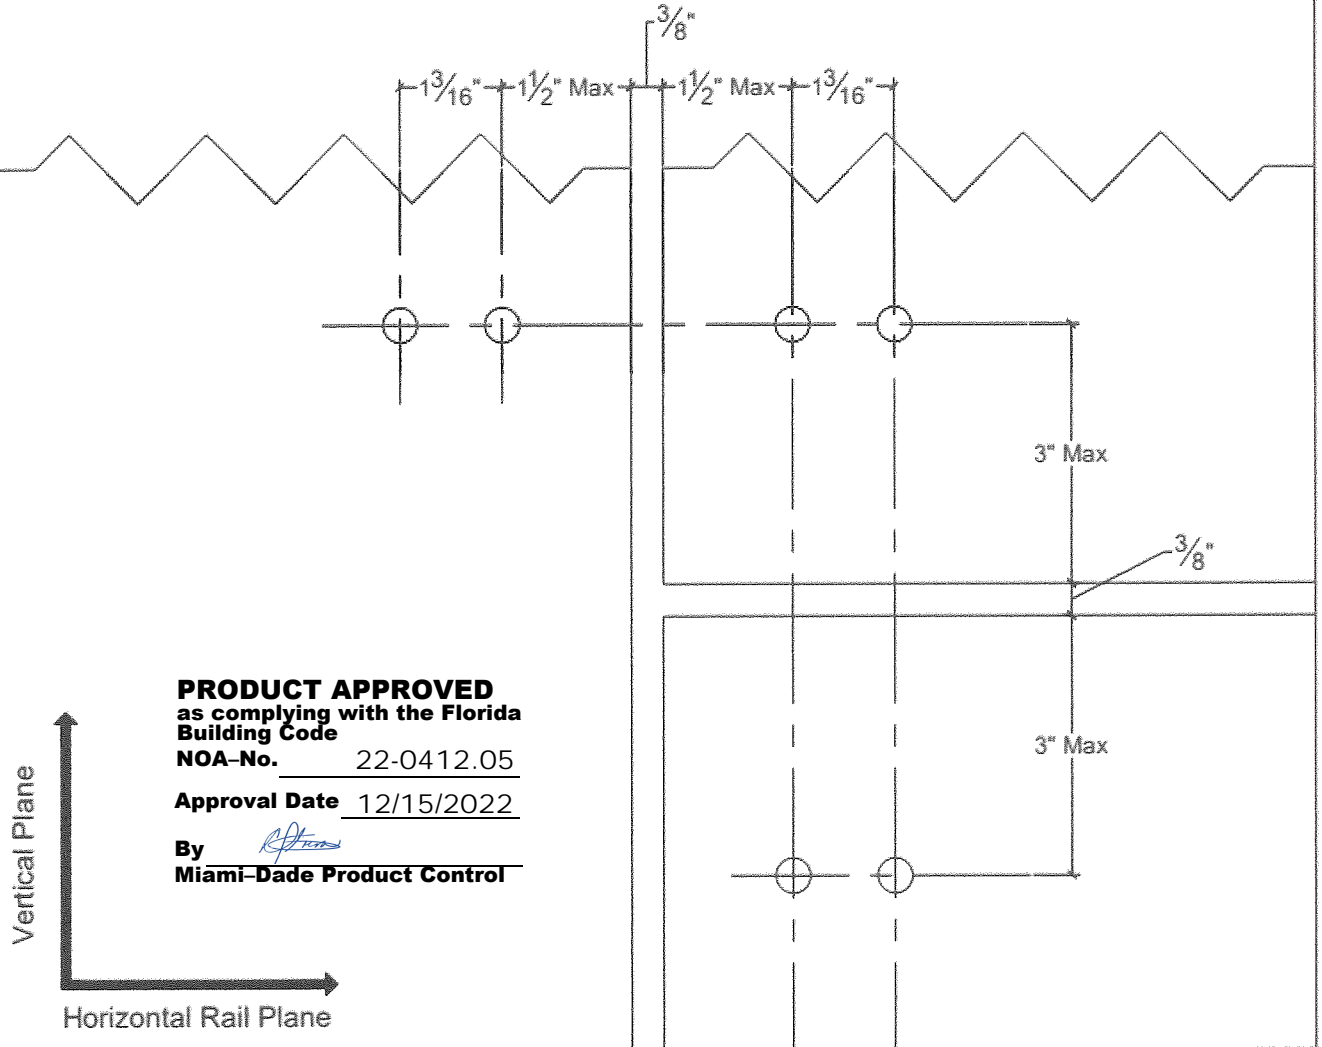 3/8"
1 3/16" 1 1/2" Max 1 1/2" Max 1 3/16"
3" Max
3/8"
3" Max
PRODUCT APPROVED
as complying with the Florida
Building Code
NOA–No. 22-0412.05
Approval Date 12/15/2022
By
Miami–Dade Product Control
Vertical Plane
Horizontal Rail Plane